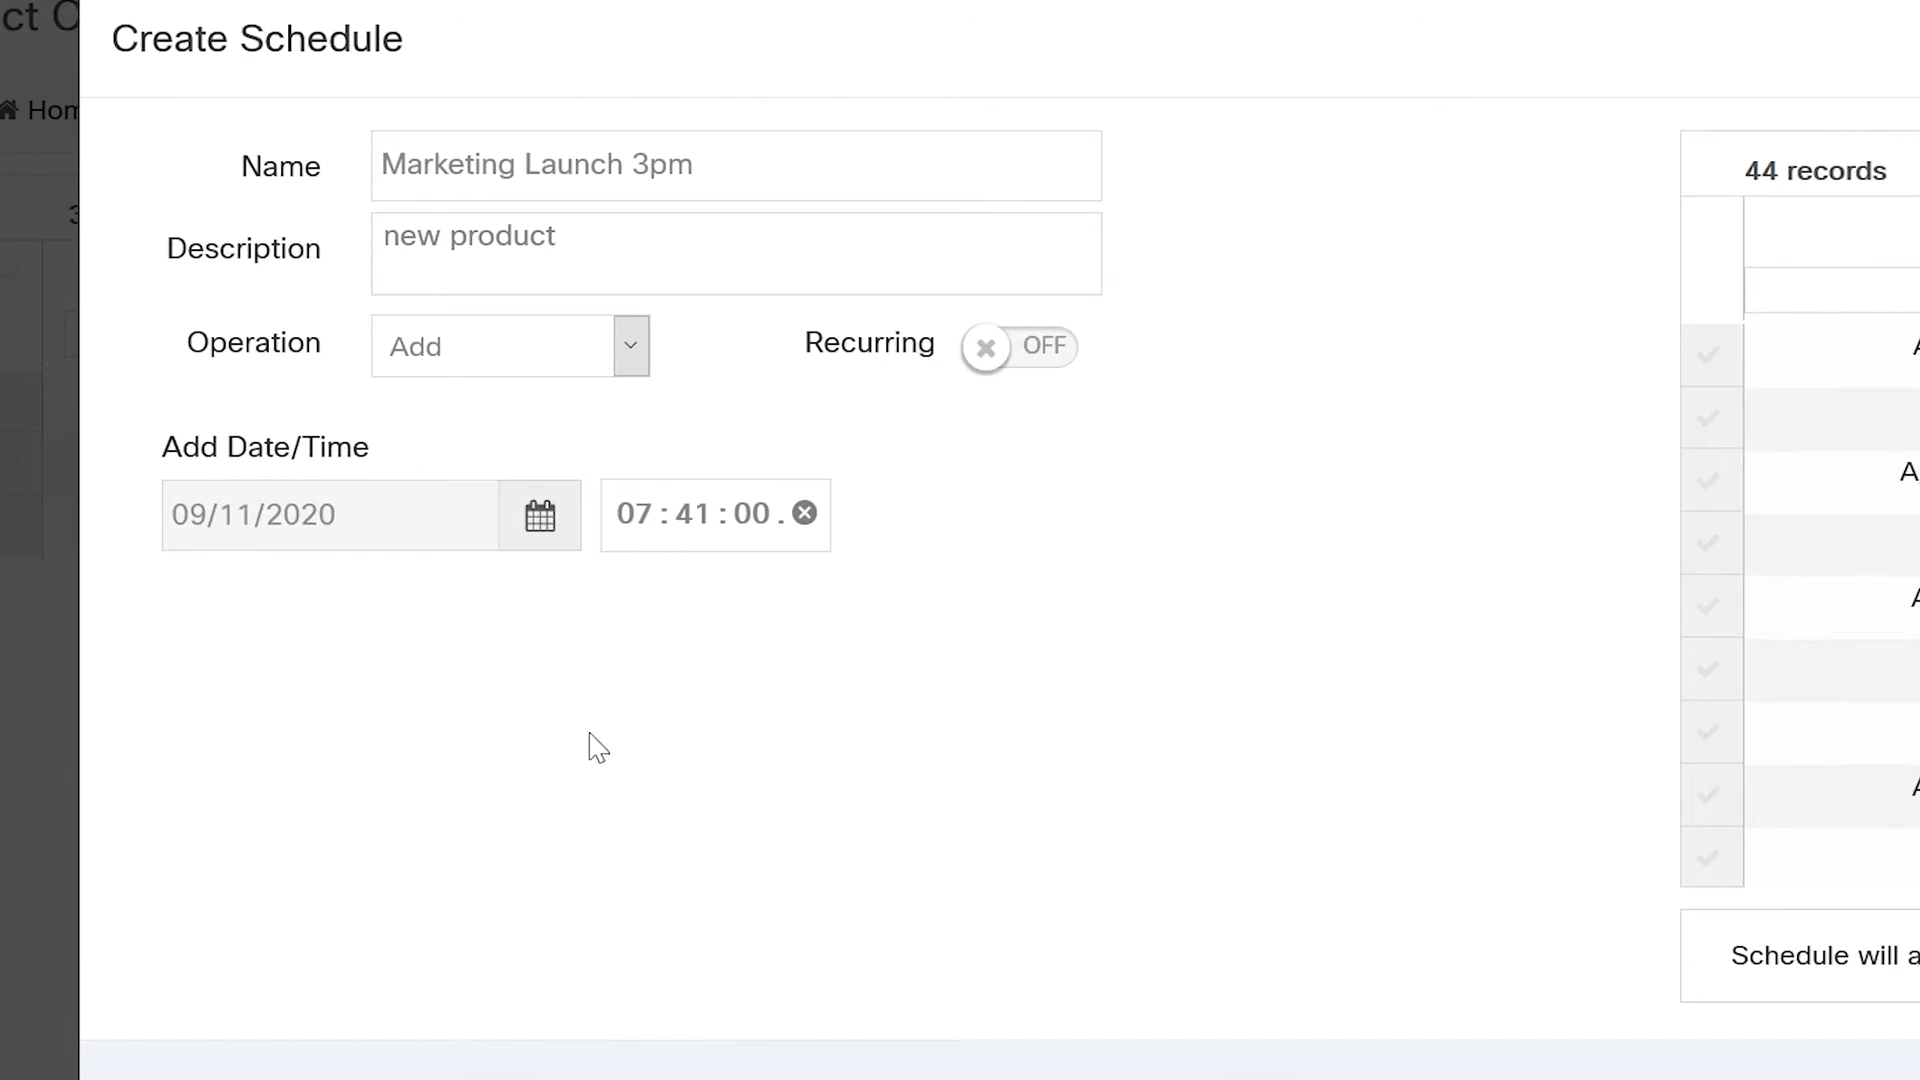 ct C
Create Schedule
Hom
Name
Marketing Launch 3pm
44 records
Description
new product
Operation
Add
Recurring
OFF
Add Date/Time
09/11/2020
07 : 41 : 00 .
A
A
A
A
Schedule will a